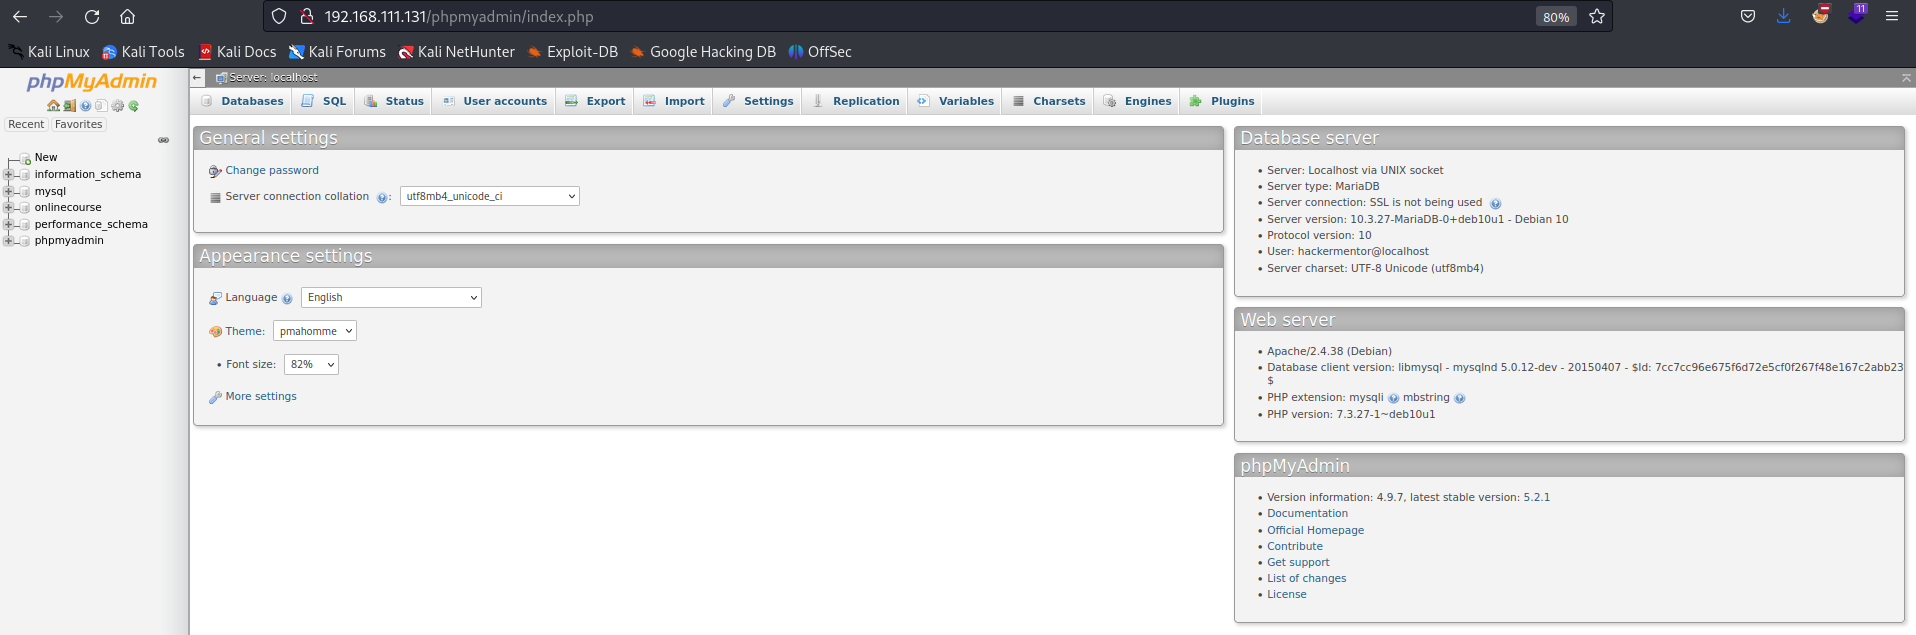 192.168.111.131/phpmyadmin/index.php 80% 11
Kali Linux Kali Tools Kali Docs Kali Forums Kali NetHunter Exploit-DB Google Hacking DB OffSec
phpMyAdmin
Recent Favorites
New
information_schema
mysql
onlinecourse
performance_schema
phpmyadmin
Server: localhost
Databases SQL Status User accounts Export Import Settings Replication Variables Charsets Engines Plugins
General settings
Change password
Server connection collation : utf8mb4_unicode_ci
Appearance settings
Language English
Theme: pmahomme
• Font size: 82%
More settings
Database server
• Server: Localhost via UNIX socket
• Server type: MariaDB
• Server connection: SSL is not being used
• Server version: 10.3.27-MariaDB-0+deb10u1 - Debian 10
• Protocol version: 10
• User: hackermentor@localhost
• Server charset: UTF-8 Unicode (utf8mb4)
Web server
• Apache/2.4.38 (Debian)
• Database client version: libmysql - mysqlnd 5.0.12-dev - 20150407 - $Id: 7cc7cc96e675f6d72e5cf0f267f48e167c2abb23
$
• PHP extension: mysqli mbstring
• PHP version: 7.3.27-1~deb10u1
phpMyAdmin
• Version information: 4.9.7, latest stable version: 5.2.1
• Documentation
• Official Homepage
• Contribute
• Get support
• List of changes
• License